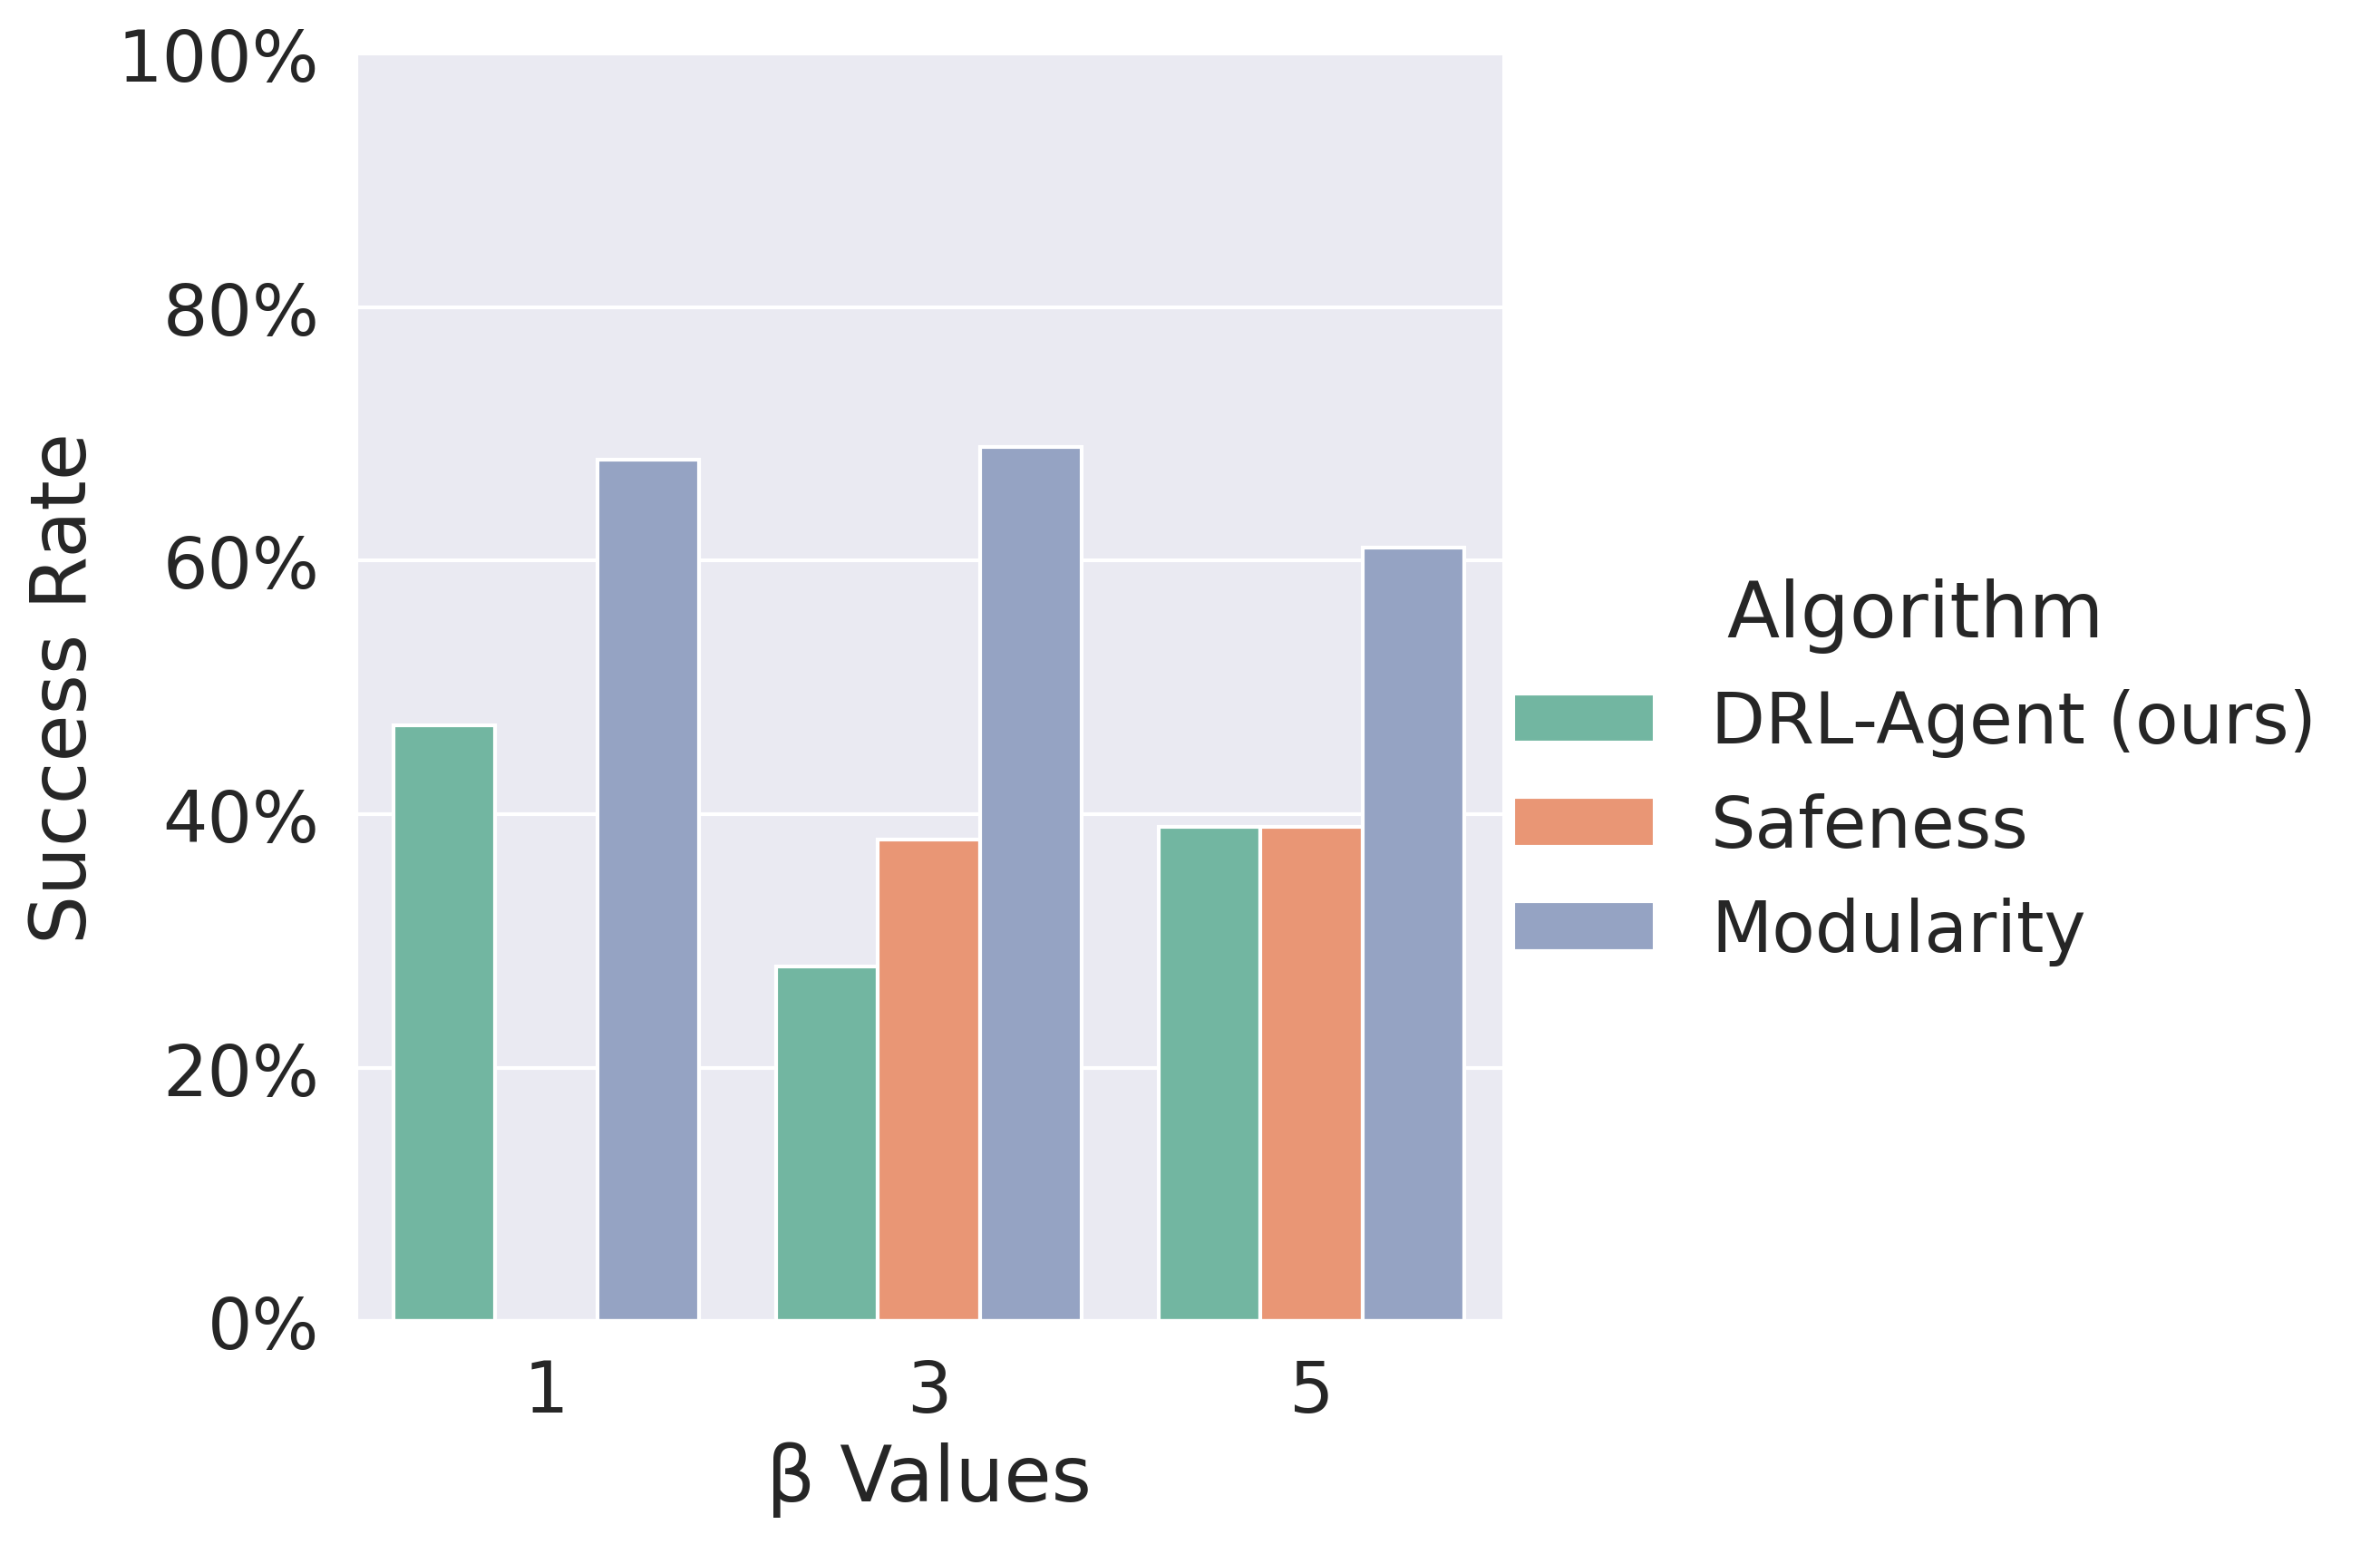 100%
80%
60%
40%
20%
0%
Success Rate
1 3 5
β Values
Algorithm
DRL-Agent (ours)
Safeness
Modularity